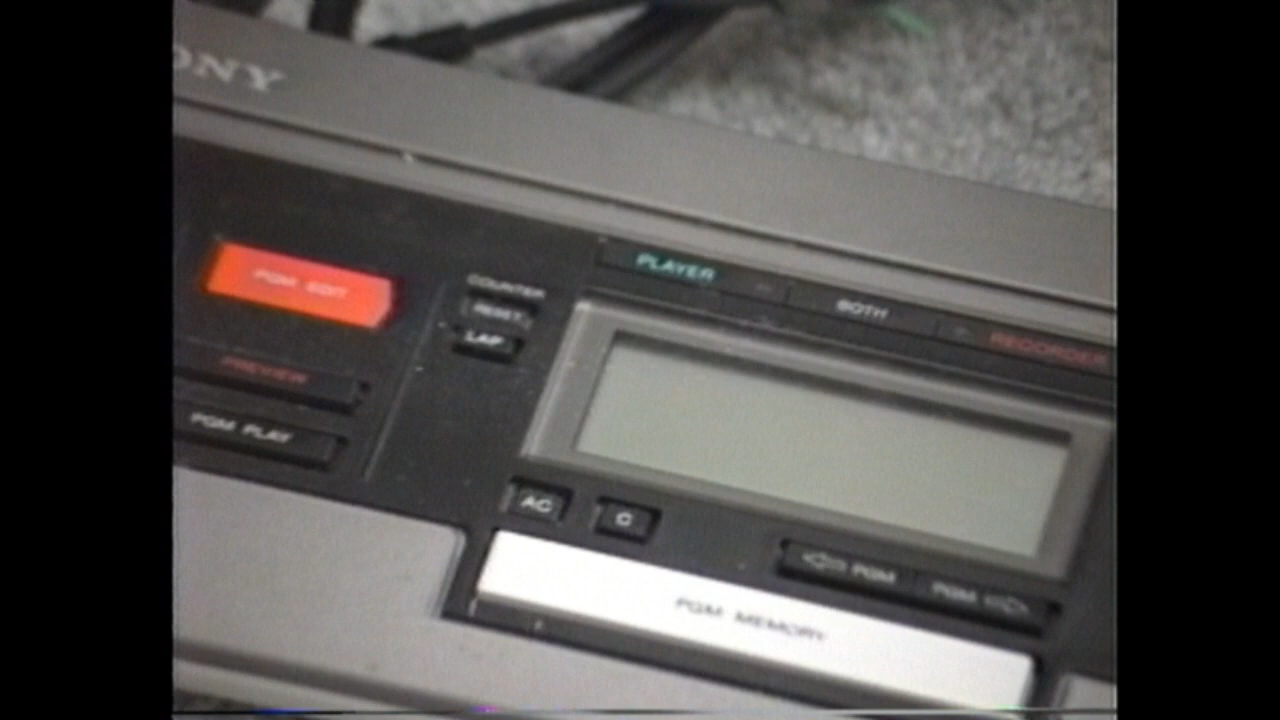 ONY
PLAYER
BOTH
RECORDER
PGM EDIT
COUNTER
RESET
LAP
PREVIEW
PGM PLAY
AC
C
PGM
PGM
PGM MEMORY